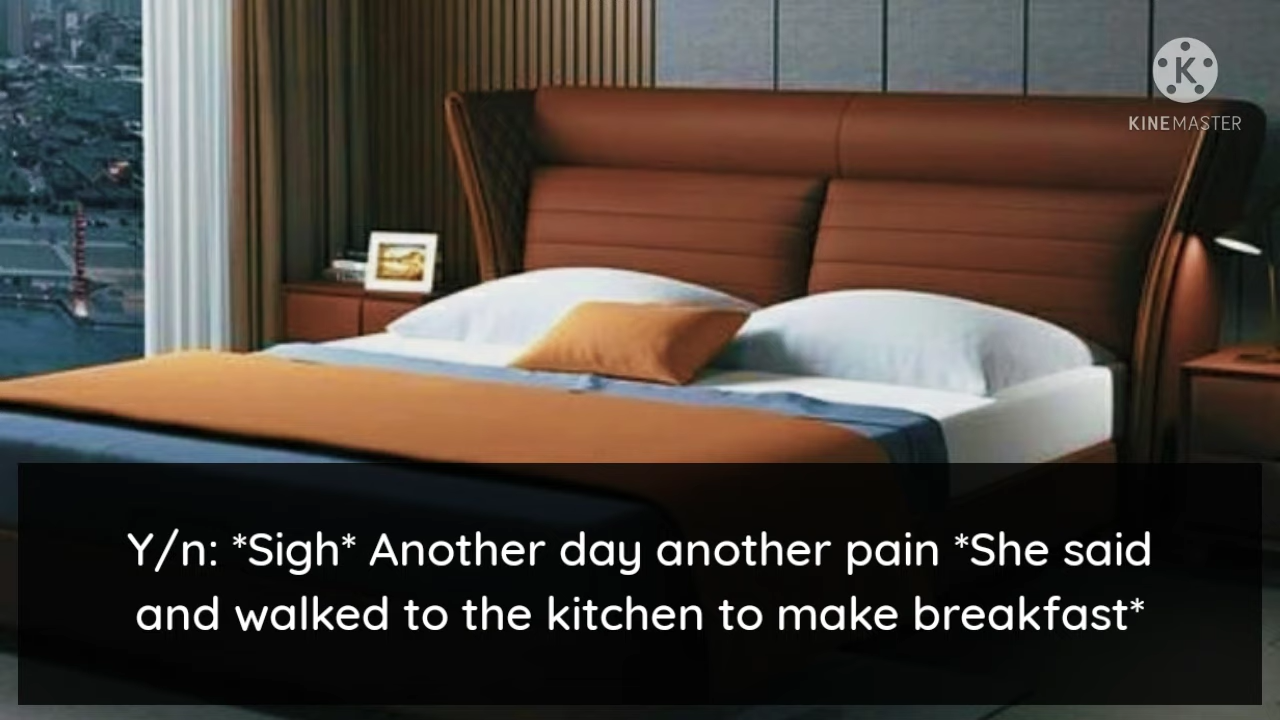 K
KINEMASTER
Y/n: *Sigh* Another day another pain *She said
and walked to the kitchen to make breakfast*